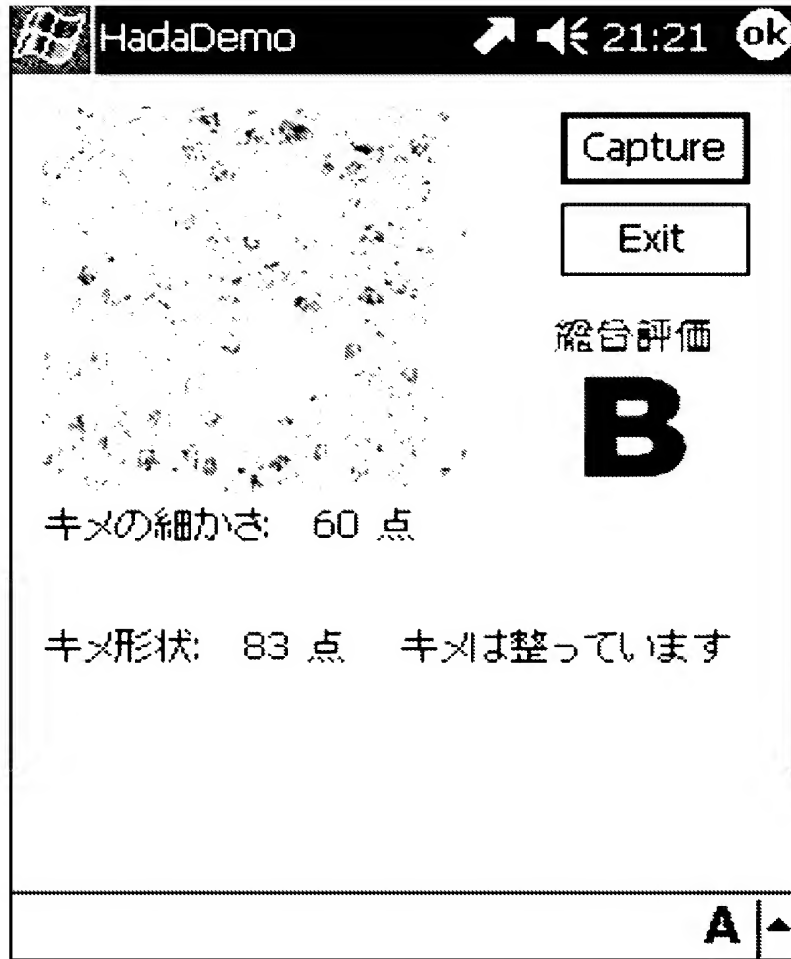 HadaDemo 21:21 ok
Capture
Exit
総合評価
B
キメの細かさ: 60 点
キメ形状: 83 点 キメは整っています
A